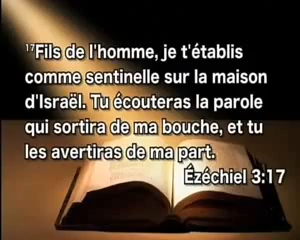 17Fils de l'homme, je t'établis
comme sentinelle sur la maison
d'Israël. Tu écouteras la parole
qui sortira de ma bouche, et tu
les avertiras de ma part.
Ézéchiel 3:17